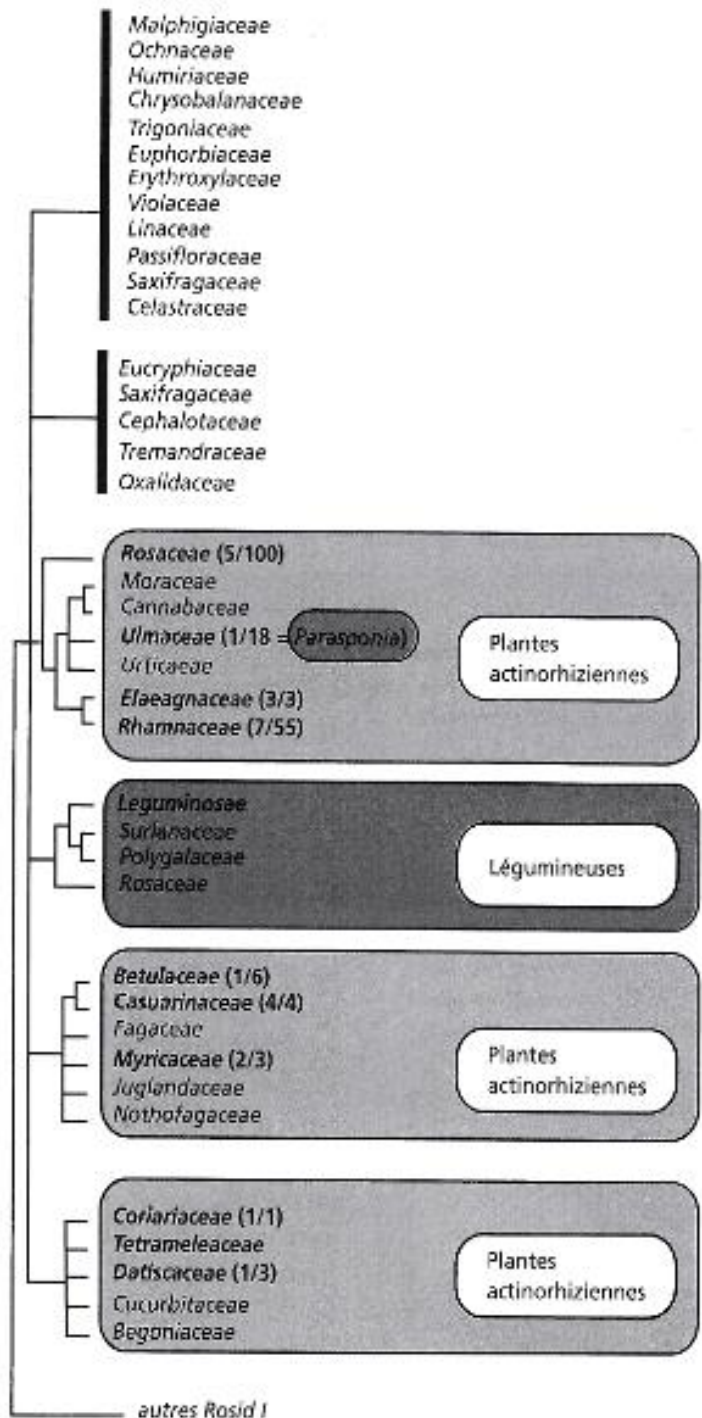 Malphigiaceae
Ochnaceae
Humiriaceae
Chrysobalanaceae
Trigoniaceae
Euphorbiaceae
Erythroxylaceae
Violaceae
Linaceae
Passifloraceae
Saxifragaceae
Celastraceae
Eucryphiaceae
Saxifragaceae
Cephalotaceae
Tremandraceae
Oxalidaceae
Rosaceae (5/100)
Moraceae
Cannabaceae
Ulmaceae (1/18 = Parasponia)
Urticaeae
Elaeagnaceae (3/3)
Rhamnaceae (7/55)
Plantes
actinorhiziennes
Leguminosae
Surianaceae
Polygalaceae
Rosaceae
Légumineuses
Betulaceae (1/6)
Casuarinaceae (4/4)
Fagaceae
Myricaceae (2/3)
Juglandaceae
Nothofagaceae
Plantes
actinorhiziennes
Coriariaceae (1/1)
Tetrameleaceae
Datiscaceae (1/3)
Cucurbitaceae
Begoniaceae
Plantes
actinorhiziennes
autres Rosid I